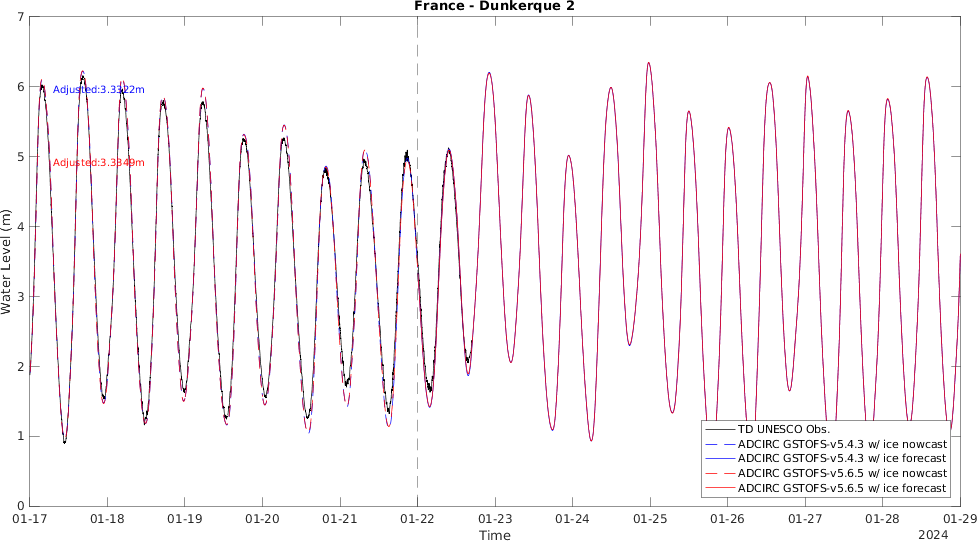 France - Dunkerque 2
7
6
5
4
3
2
1
0
Water Level (m)
Adjusted:3.3322m
Adjusted:3.3349m
TD UNESCO Obs.
ADCIRC GSTOFS-v5.4.3 w/ ice nowcast
ADCIRC GSTOFS-v5.4.3 w/ ice forecast
ADCIRC GSTOFS-v5.6.5 w/ ice nowcast
ADCIRC GSTOFS-v5.6.5 w/ ice forecast
01-17 01-18 01-19 01-20 01-21 01-22 01-23 01-24 01-25 01-26 01-27 01-28 01-29
Time
2024